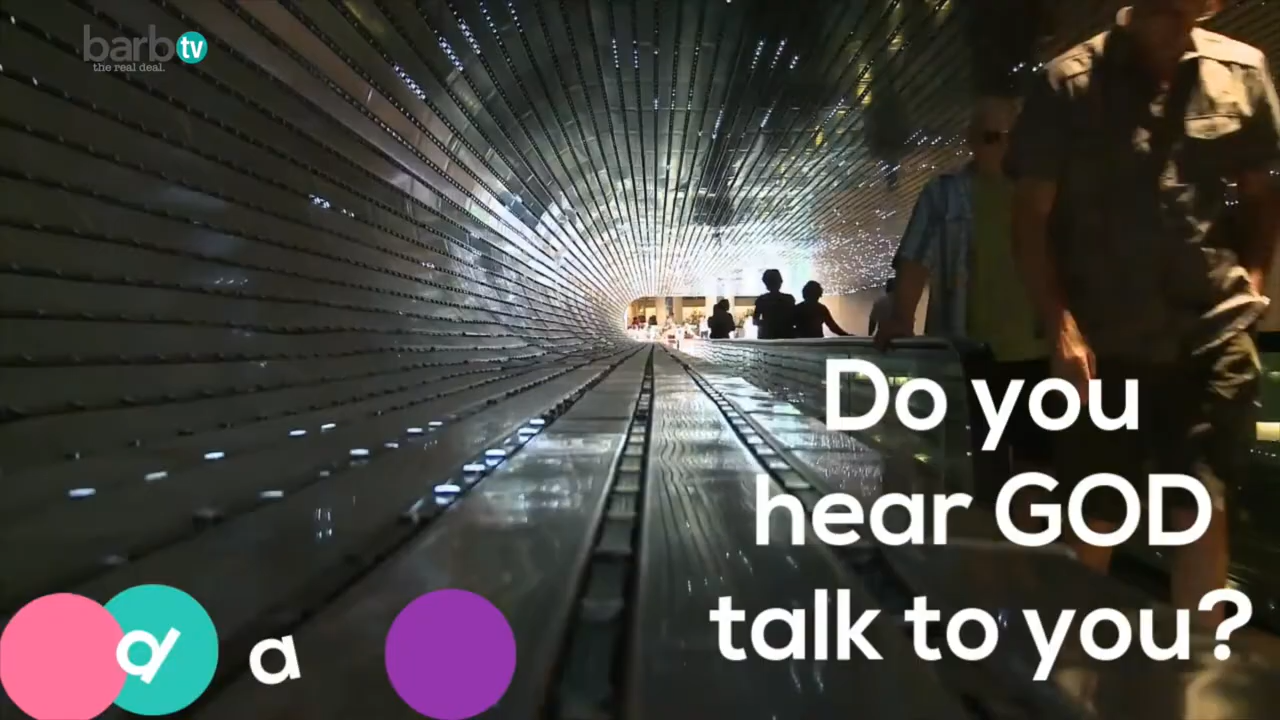 barb tv
the real deal.
Do you
hear GOD
talk to you?
a